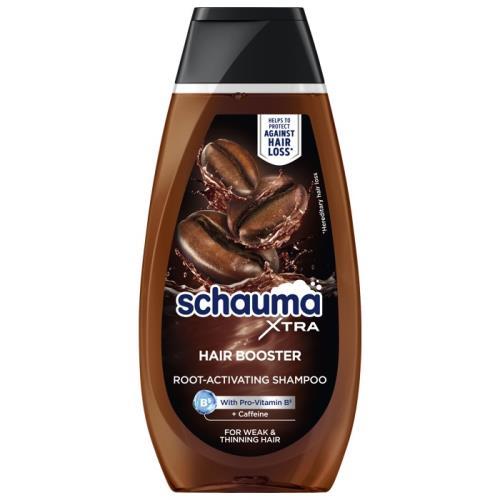 HELPS TO
PROTECT
AGAINST
HAIR
LOSS*
*Hereditary hair loss
schauma
XTRA
HAIR BOOSTER
ROOT-ACTIVATING SHAMPOO
B5 With Pro-Vitamin B5
+ Caffeine
FOR WEAK &
THINNING HAIR